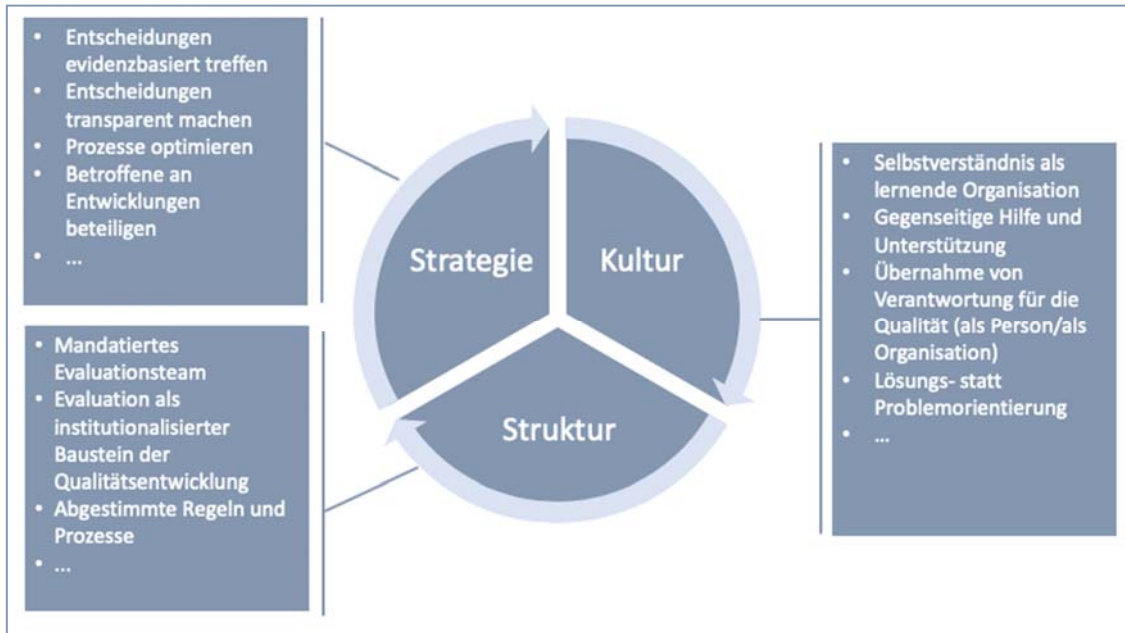 • Entscheidungen
evidenzbasiert treffen
• Entscheidungen
transparent machen
• Prozesse optimieren
• Betroffene an
Entwicklungen
beteiligen
• ...
Strategie
Kultur
Struktur
• Selbstverständnis als
lernende Organisation
• Gegenseitige Hilfe und
Unterstützung
• Übernahme von
Verantwortung für die
Qualität (als Person/als
Organisation)
• Lösungs- statt
Problemorientierung
• ...
• Mandatiertes
Evaluationsteam
• Evaluation als
institutionalisierter
Baustein der
Qualitätsentwicklung
• Abgestimmte Regeln und
Prozesse
• ...